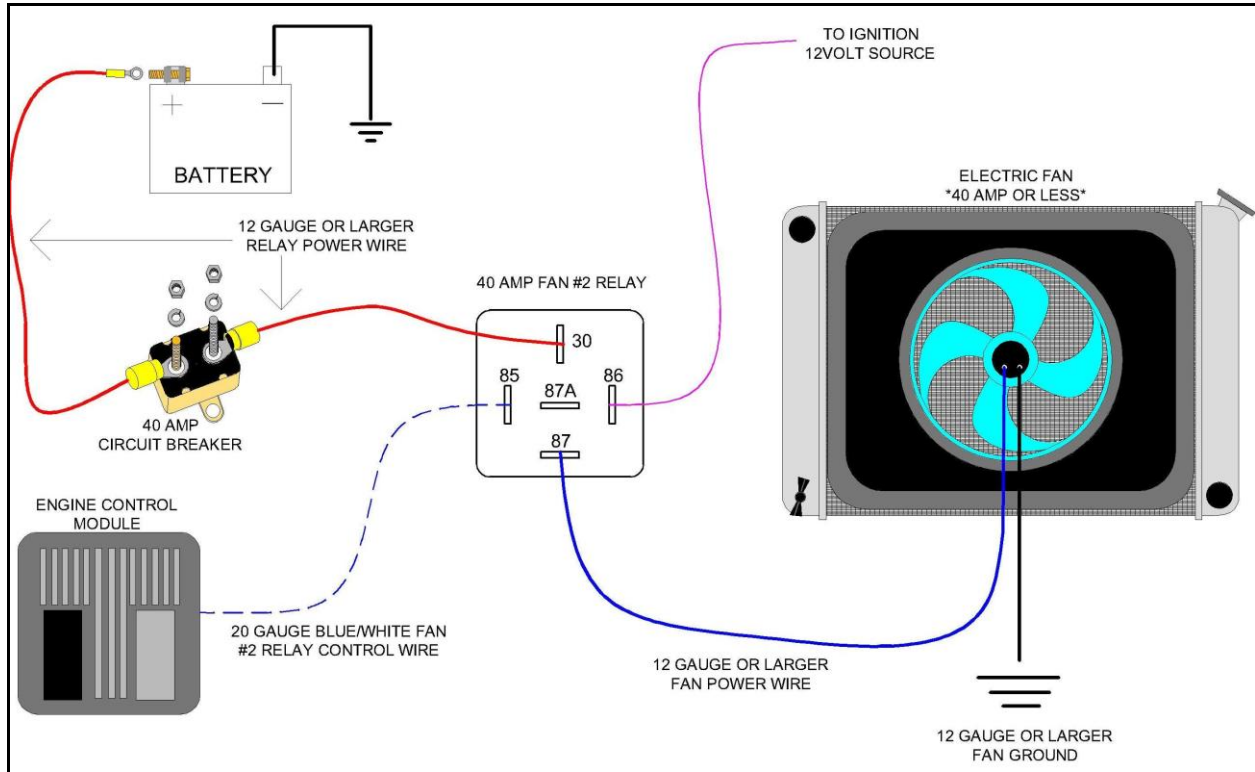 TO IGNITION
12VOLT SOURCE
+
—
BATTERY
ELECTRIC FAN
*40 AMP OR LESS*
12 GAUGE OR LARGER
RELAY POWER WIRE
40 AMP FAN #2 RELAY
30
85
87A
86
87
40 AMP
CIRCUIT BREAKER
ENGINE CONTROL
MODULE
20 GAUGE BLUE/WHITE FAN
#2 RELAY CONTROL WIRE
12 GAUGE OR LARGER
FAN POWER WIRE
12 GAUGE OR LARGER
FAN GROUND